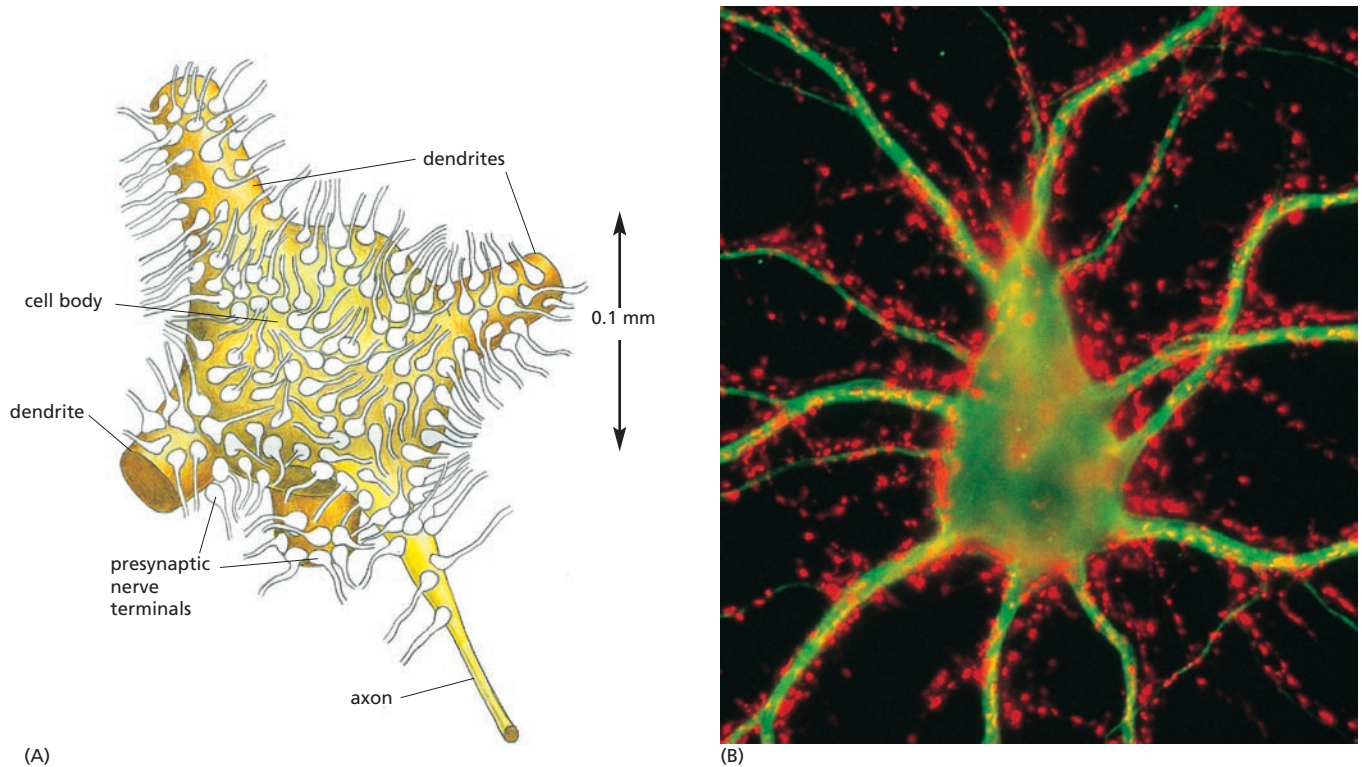 dendrites
cell body
0.1 mm
dendrite
presynaptic
nerve
terminals
axon
(A)
(B)